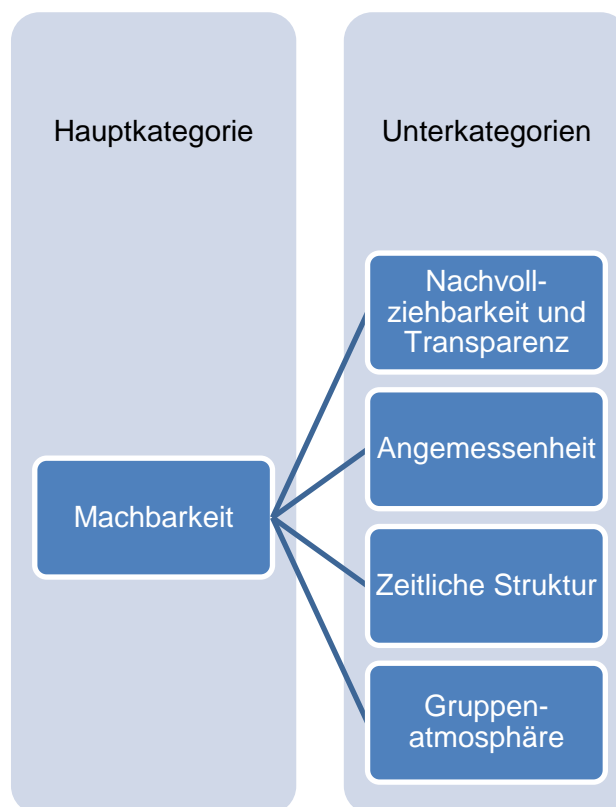 Hauptkategorie
Unterkategorien
Nachvoll-
ziehbarkeit und
Transparenz
Angemessenheit
Machbarkeit
Zeitliche Struktur
Gruppen-
atmosphäre